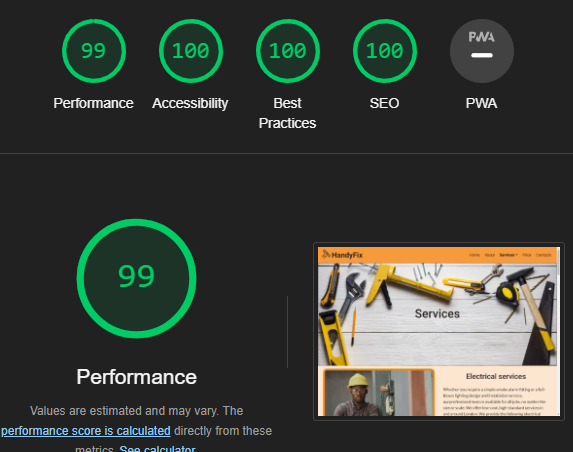 99 100 100 100 PWA
Performance Accessibility Best Practices SEO PWA
99
Performance
Values are estimated and may vary. The
performance score is calculated directly from these
metrics. See calculator.
HandyFix Home About Services FAQs Contacts
Services
Electrical services